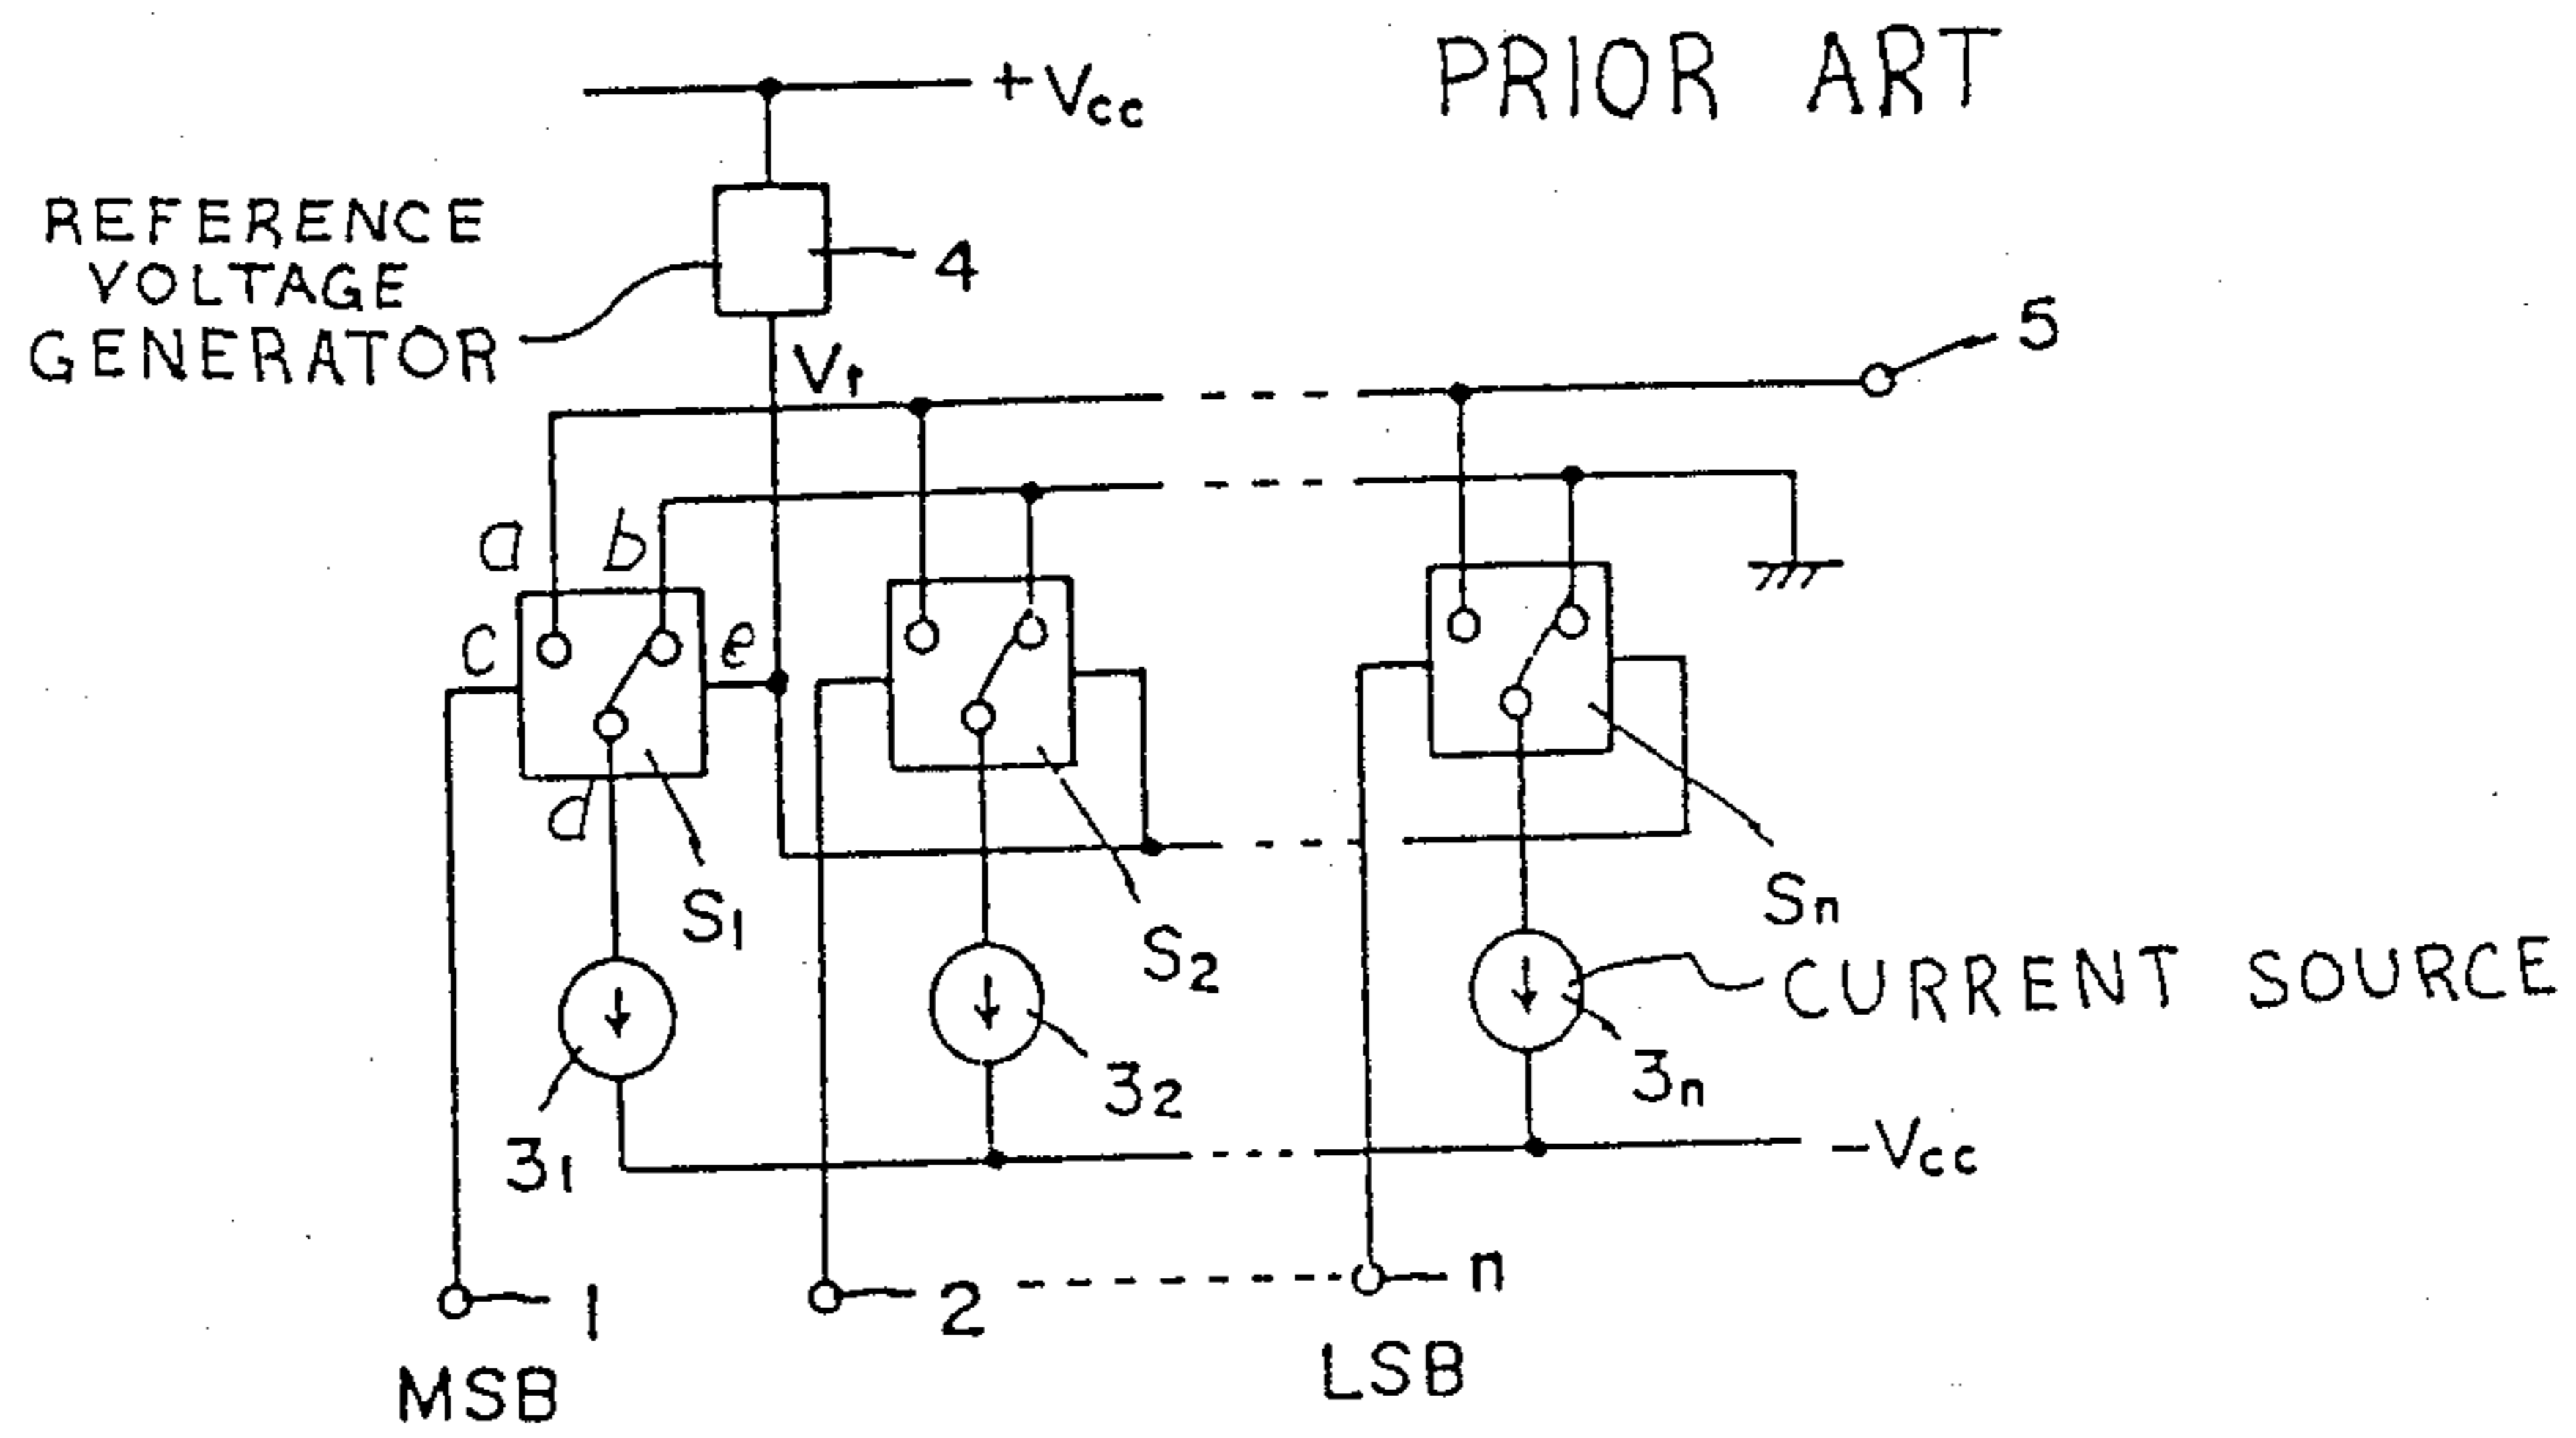 PRIOR ART
+Vcc
REFERENCE
VOLTAGE
GENERATOR
4
V1
5
a
b
c
e
d
S1
S2
Sn
CURRENT SOURCE
31
32
3n
-Vcc
1
2
n
MSB
LSB